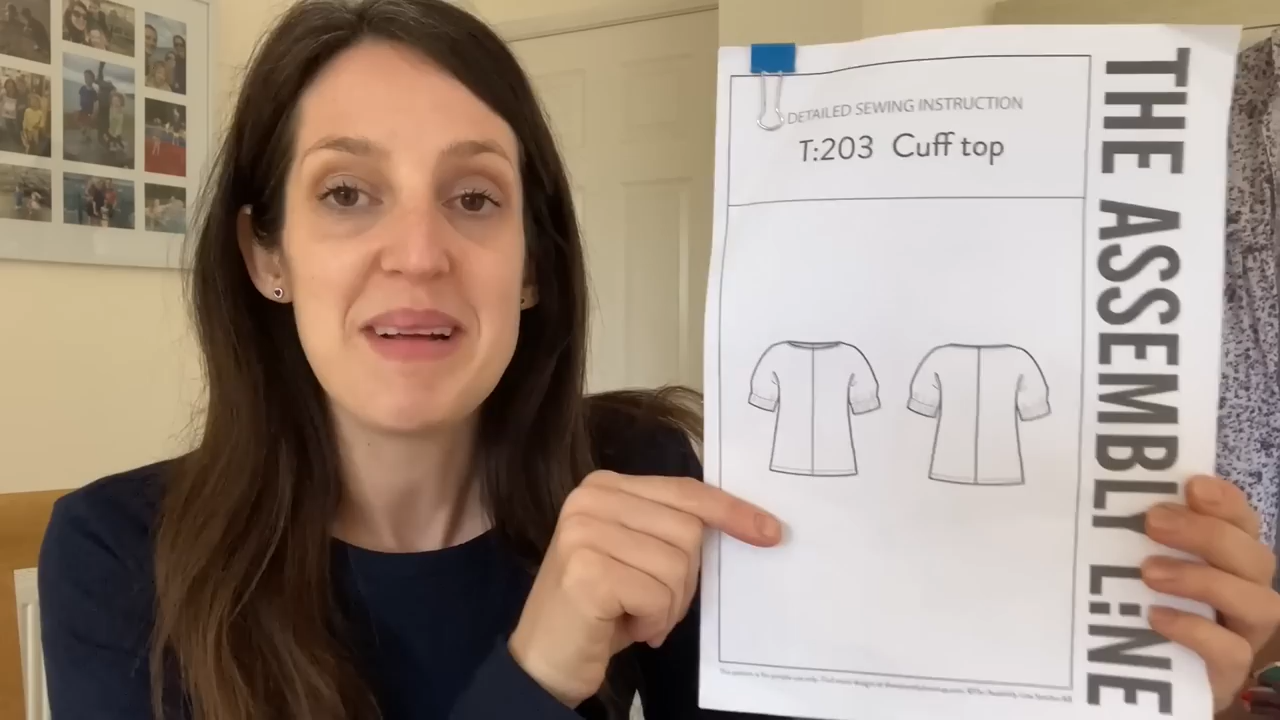 DETAILED SEWING INSTRUCTION
T:203 Cuff top
THE ASSEMBLY LINE